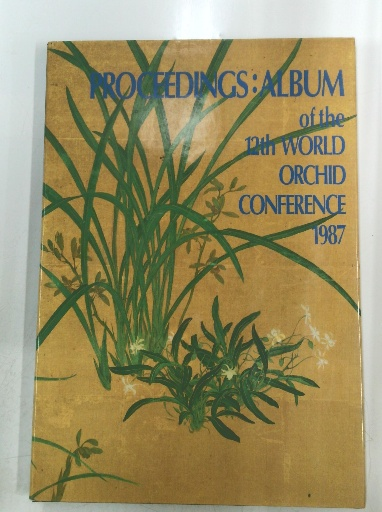 PROCEEDINGS:ALBUM
of the
12th WORLD
ORCHID
CONFERENCE
1987